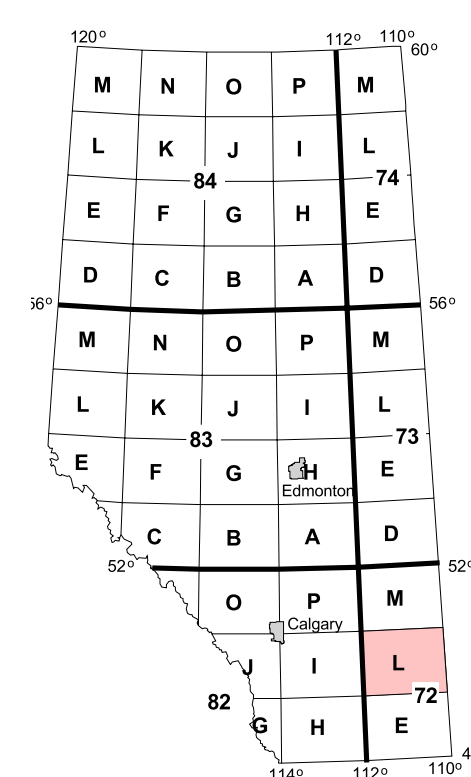 120° 112° 110°
60°
M N O P M
L K J I L
84 74
E F G H E
D C B A D
56° 56°
M N O P M
L K J I L
83 73
E F G H E
Edmonton
C B A D
52° 52°
O P M
Calgary
J I L
82 72
G H E
114° 112° 110°